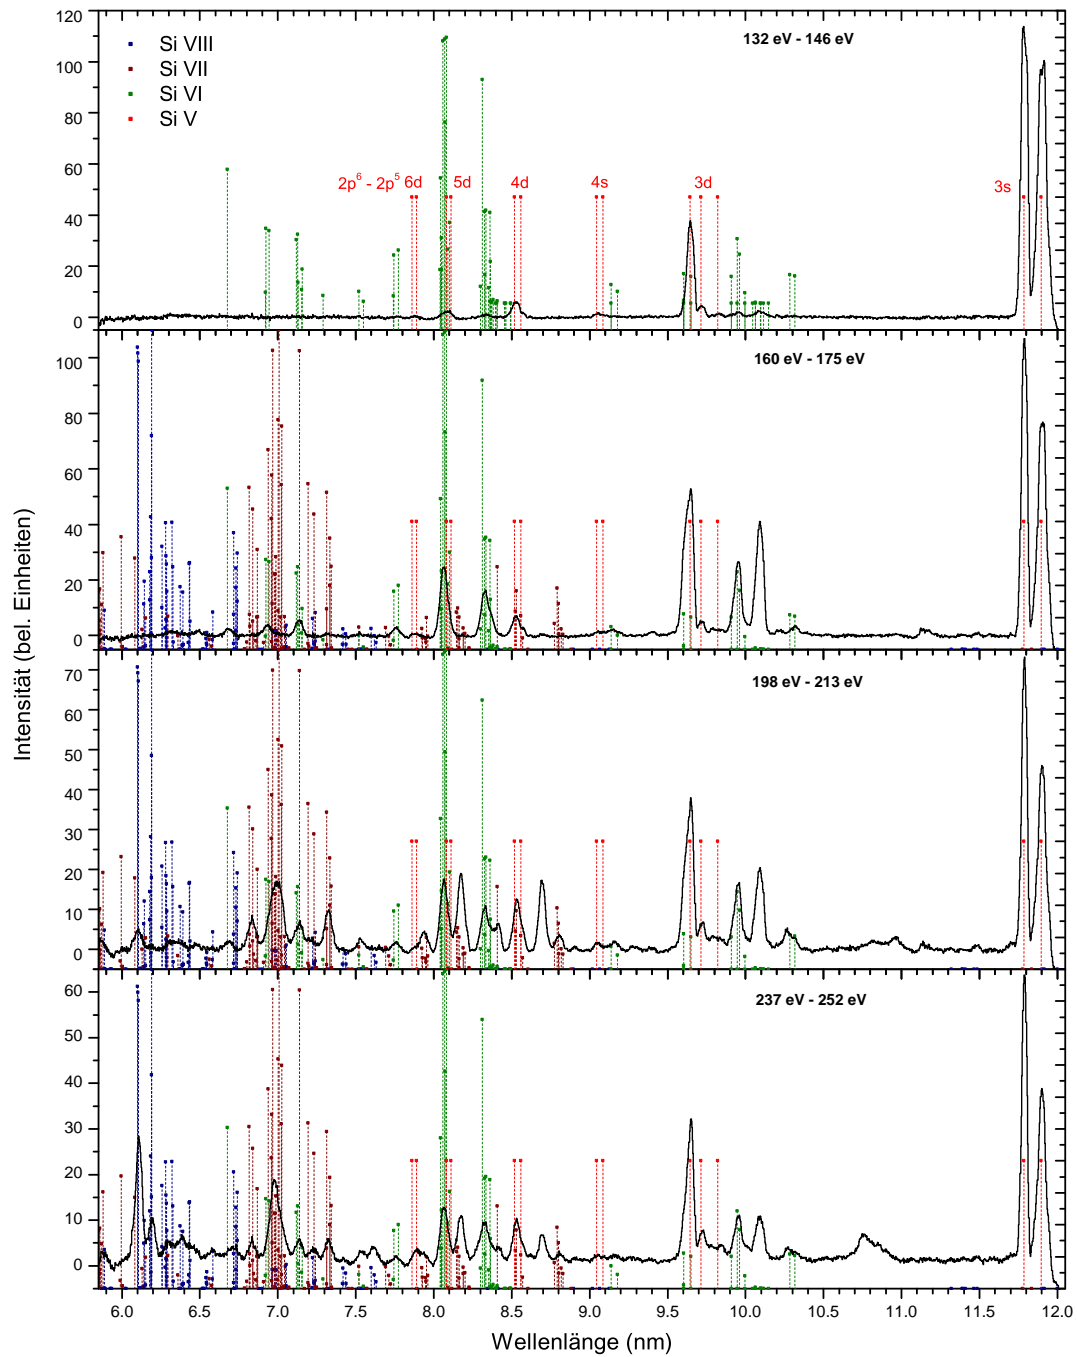 132 eV - 146 eV
Si VIII
Si VII
Si VI
Si V
2p⁶ - 2p⁵ 6d 5d 4d 4s 3d 3s
100
80
60
40
20
0
160 eV - 175 eV
100
80
60
40
20
0
198 eV - 213 eV
70
60
50
40
30
20
10
0
237 eV - 252 eV
60
50
40
30
20
10
0
6.0 6.5 7.0 7.5 8.0 8.5 9.0 9.5 10.0 10.5 11.0 11.5 12.0
Wellenlänge (nm)
Intensität (bel. Einheiten)